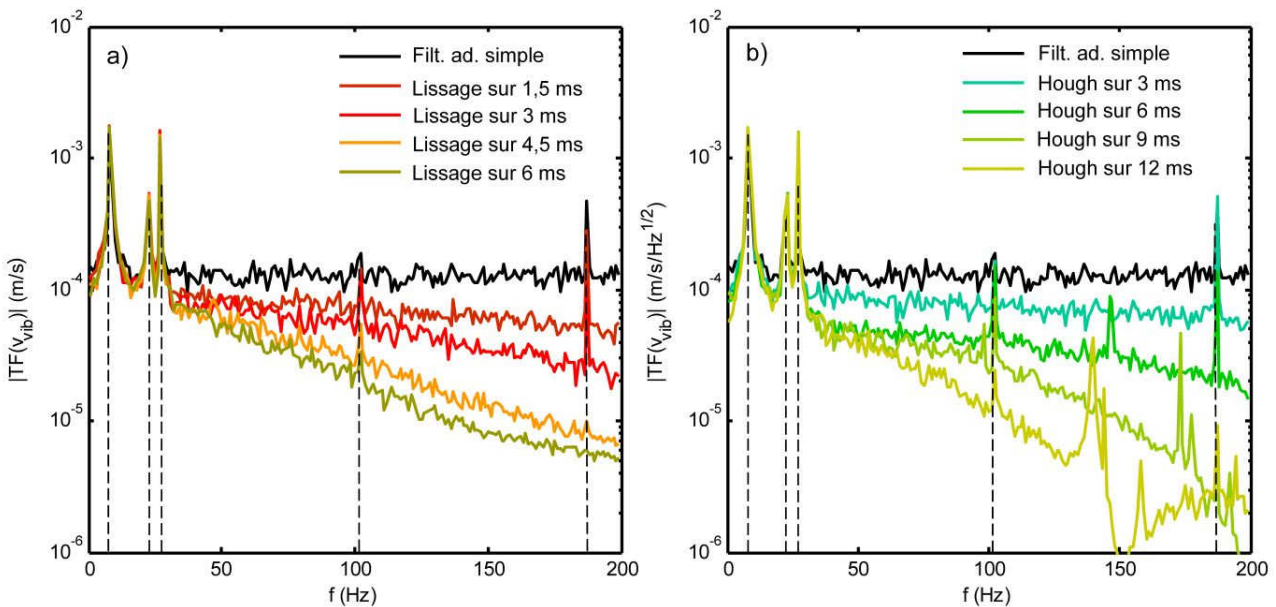 a)
Filt. ad. simple
Lissage sur 1,5 ms
Lissage sur 3 ms
Lissage sur 4,5 ms
Lissage sur 6 ms
10⁻²
10⁻³
10⁻⁴
10⁻⁵
10⁻⁶
|TF(v_vib)| (m/s)
0 50 100 150 200
f (Hz)
b)
Filt. ad. simple
Hough sur 3 ms
Hough sur 6 ms
Hough sur 9 ms
Hough sur 12 ms
10⁻²
10⁻³
10⁻⁴
10⁻⁵
10⁻⁶
|TF(v_vib)| (m/s/Hz^1/2)
0 50 100 150 200
f (Hz)